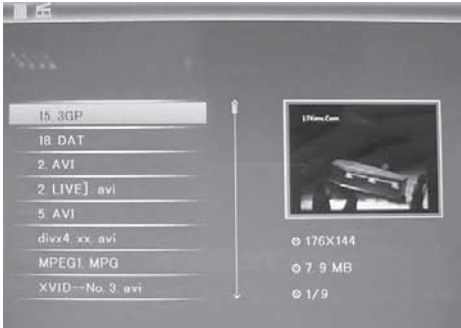 15. 3GP
18. DAT
2. AVI
2. LIVE]. avi
5. AVI
divx4. xx. avi
MPEG1. MPG
XVID--No. 3. avi
176X144
7. 9 MB
1/9